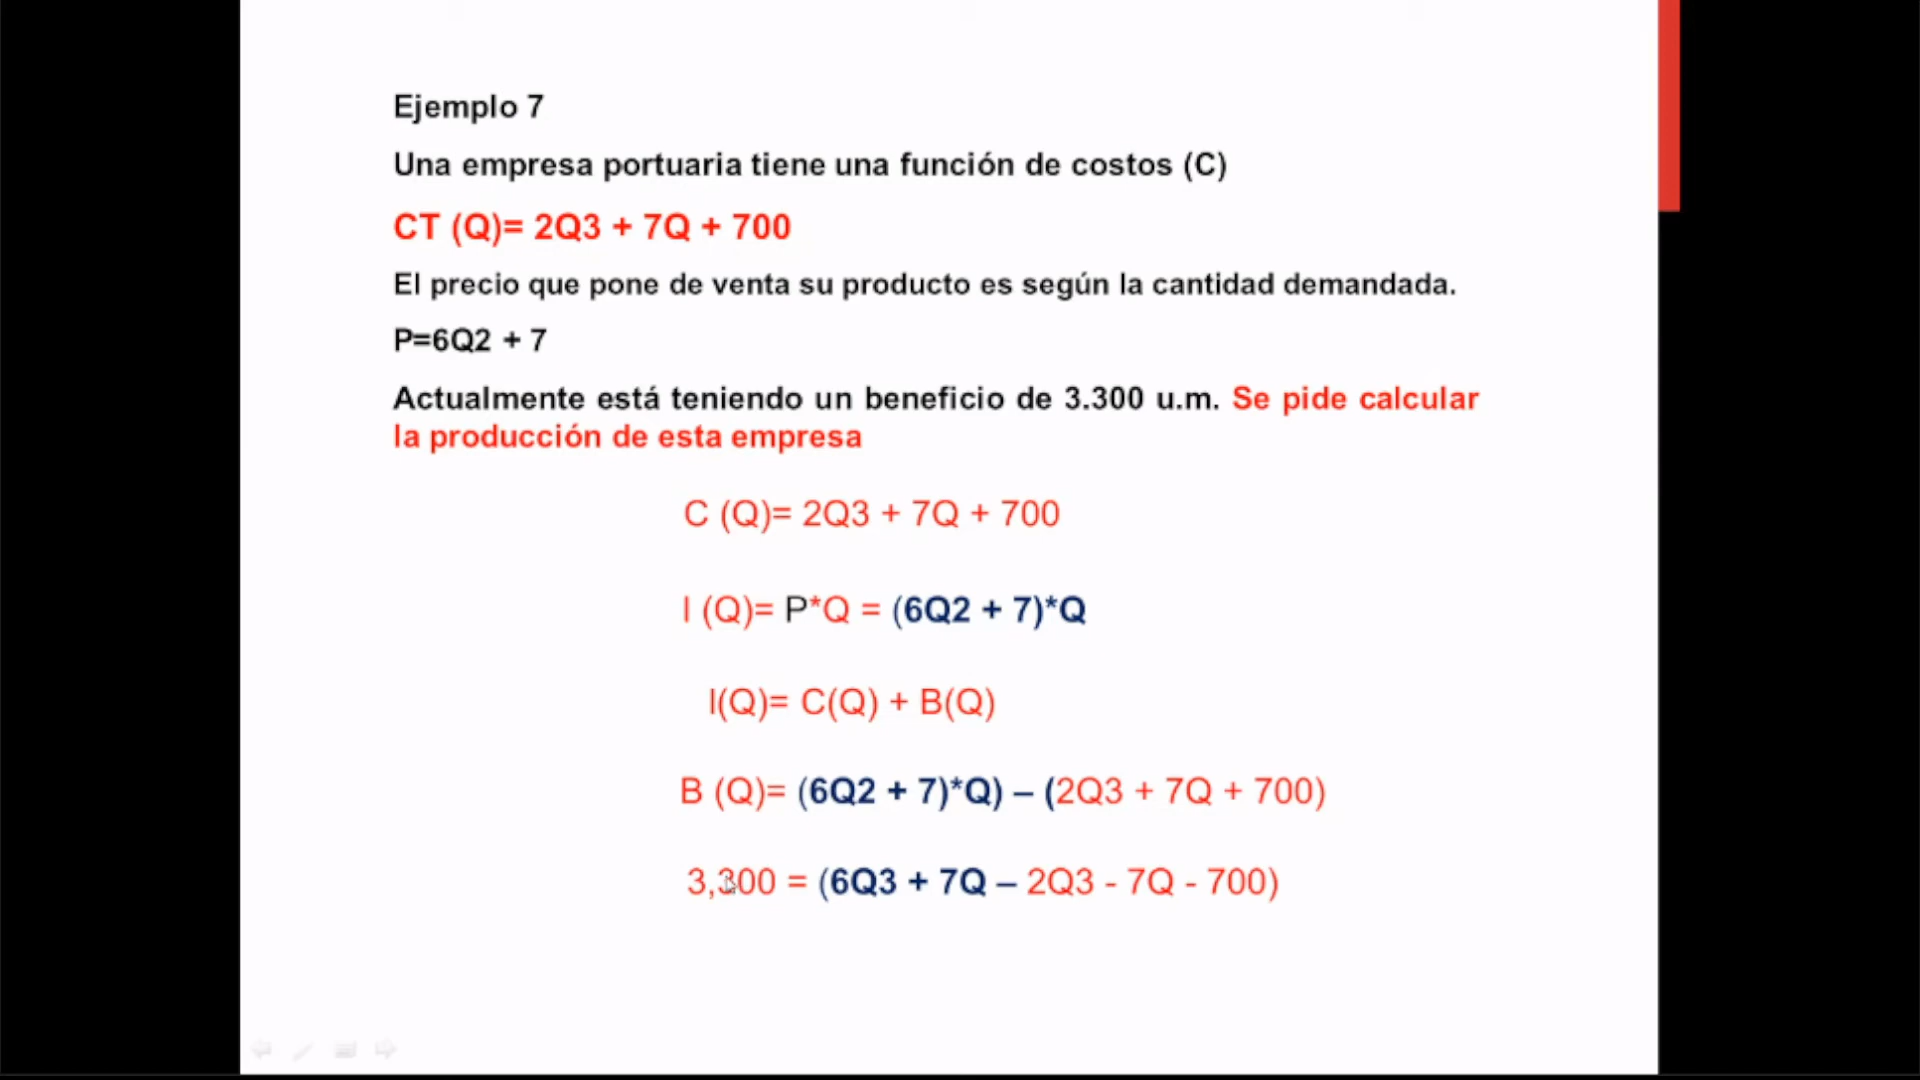 Ejemplo 7
Una empresa portuaria tiene una función de costos (C)
CT (Q)= 2Q3 + 7Q + 700
El precio que pone de venta su producto es según la cantidad demandada.
P=6Q2 + 7
Actualmente está teniendo un beneficio de 3.300 u.m. Se pide calcular
la producción de esta empresa
C (Q)= 2Q3 + 7Q + 700
I (Q)= P*Q = (6Q2 + 7)*Q
I(Q)= C(Q) + B(Q)
B (Q)= (6Q2 + 7)*Q) – (2Q3 + 7Q + 700)
3,300 = (6Q3 + 7Q – 2Q3 - 7Q - 700)